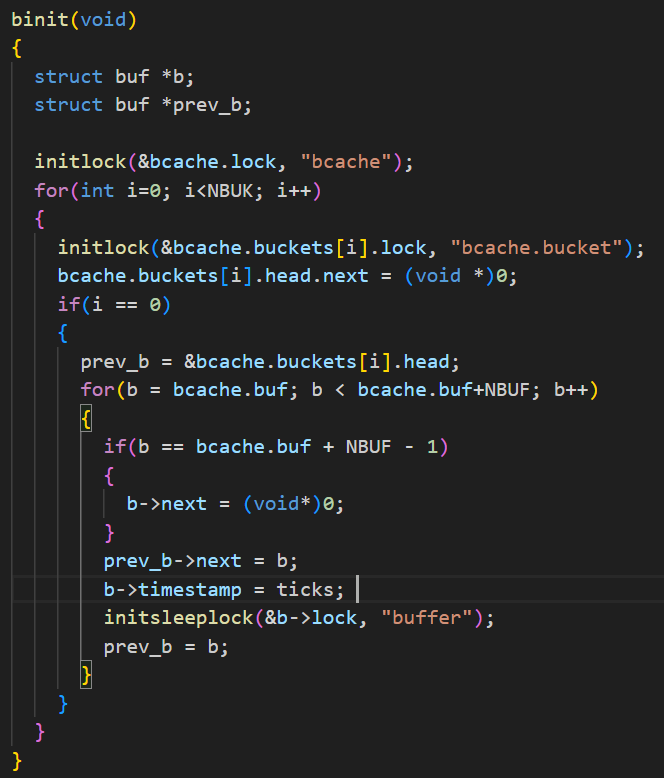 binit(void)
{
  struct buf *b;
  struct buf *prev_b;

  initlock(&bcache.lock, "bcache");
  for(int i=0; i<NBUK; i++)
  {
    initlock(&bcache.buckets[i].lock, "bcache.bucket");
    bcache.buckets[i].head.next = (void *)0;
    if(i == 0)
    {
      prev_b = &bcache.buckets[i].head;
      for(b = bcache.buf; b < bcache.buf+NBUF; b++)
      {
        if(b == bcache.buf + NBUF - 1)
        {
          b->next = (void*)0;
        }
        prev_b->next = b;
        b->timestamp = ticks;
        initsleeplock(&b->lock, "buffer");
        prev_b = b;
      }
    }
  }
}